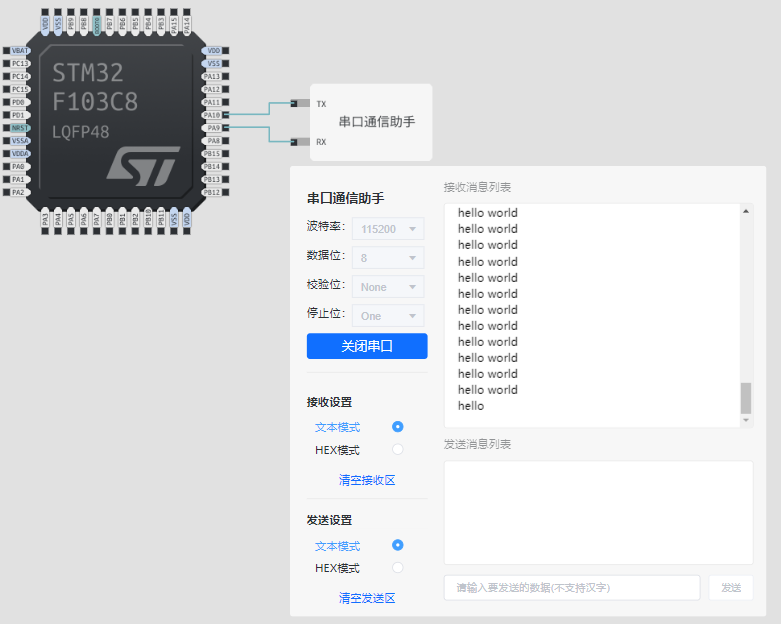 VDD VSS PB9 PB8 BOOT0 PB7 PB6 PB5 PB4 PB3 PA15 PA14
VBAT
PC13
PC14
PC15
PD0
PD1
NRST
VSSA
VDDA
PA0
PA1
PA2
STM32
F103C8
LQFP48
VDD
VSS
PA13
PA12
PA11
PA10
PA9
PA8
PB15
PB14
PB13
PB12
PA3 PA4 PA5 PA6 PA7 PB0 PB1 PB2 PB10 PB11 VSS VDD
TX
RX
串口通信助手
串口通信助手
波特率: 115200
数据位: 8
校验位: None
停止位: One
关闭串口
接收设置
文本模式
HEX模式
清空接收区
发送设置
文本模式
HEX模式
清空发送区
接收消息列表
hello world
hello world
hello world
hello world
hello world
hello world
hello world
hello world
hello world
hello world
hello world
hello world
hello
发送消息列表
请输入要发送的数据(不支持汉字)
发送